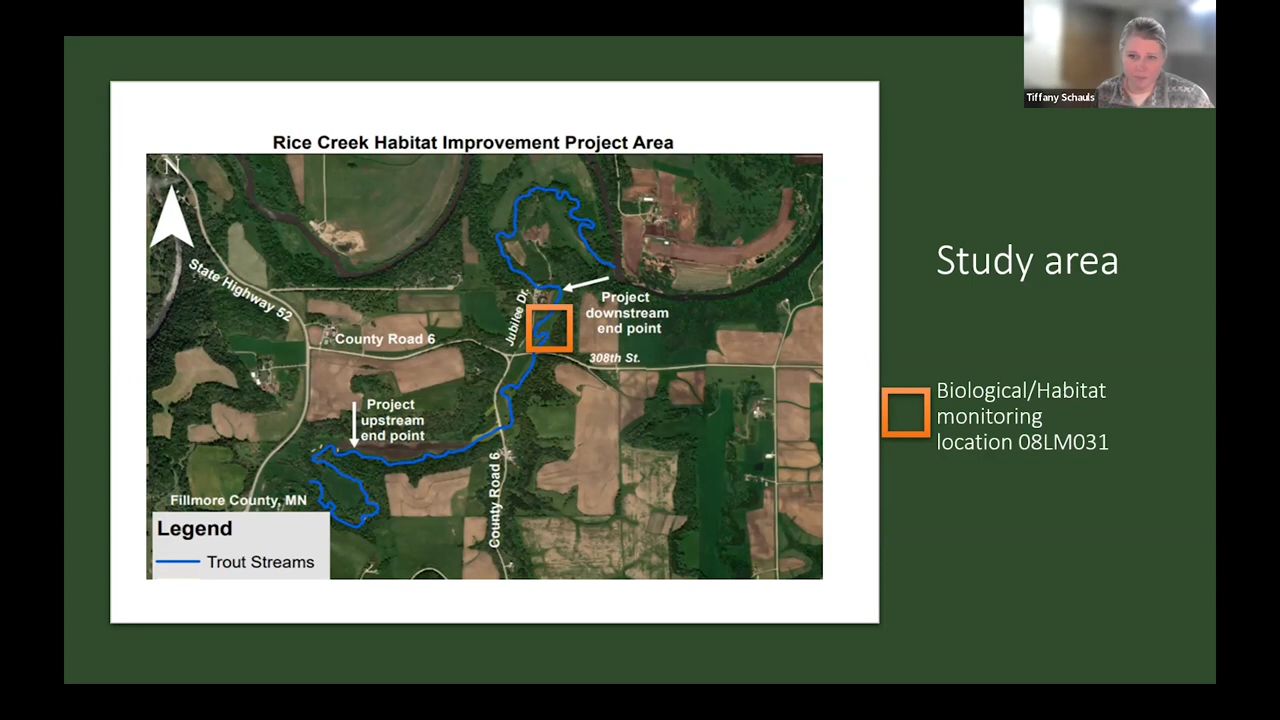 Tiffany Schauls
Rice Creek Habitat Improvement Project Area
N
State Highway 52
Jubilee Dr.
Project
downstream
end point
County Road 6
308th St.
Project
upstream
end point
County Road 6
Fillmore County, MN
Legend
Trout Streams
Study area
Biological/Habitat
monitoring
location 08LM031